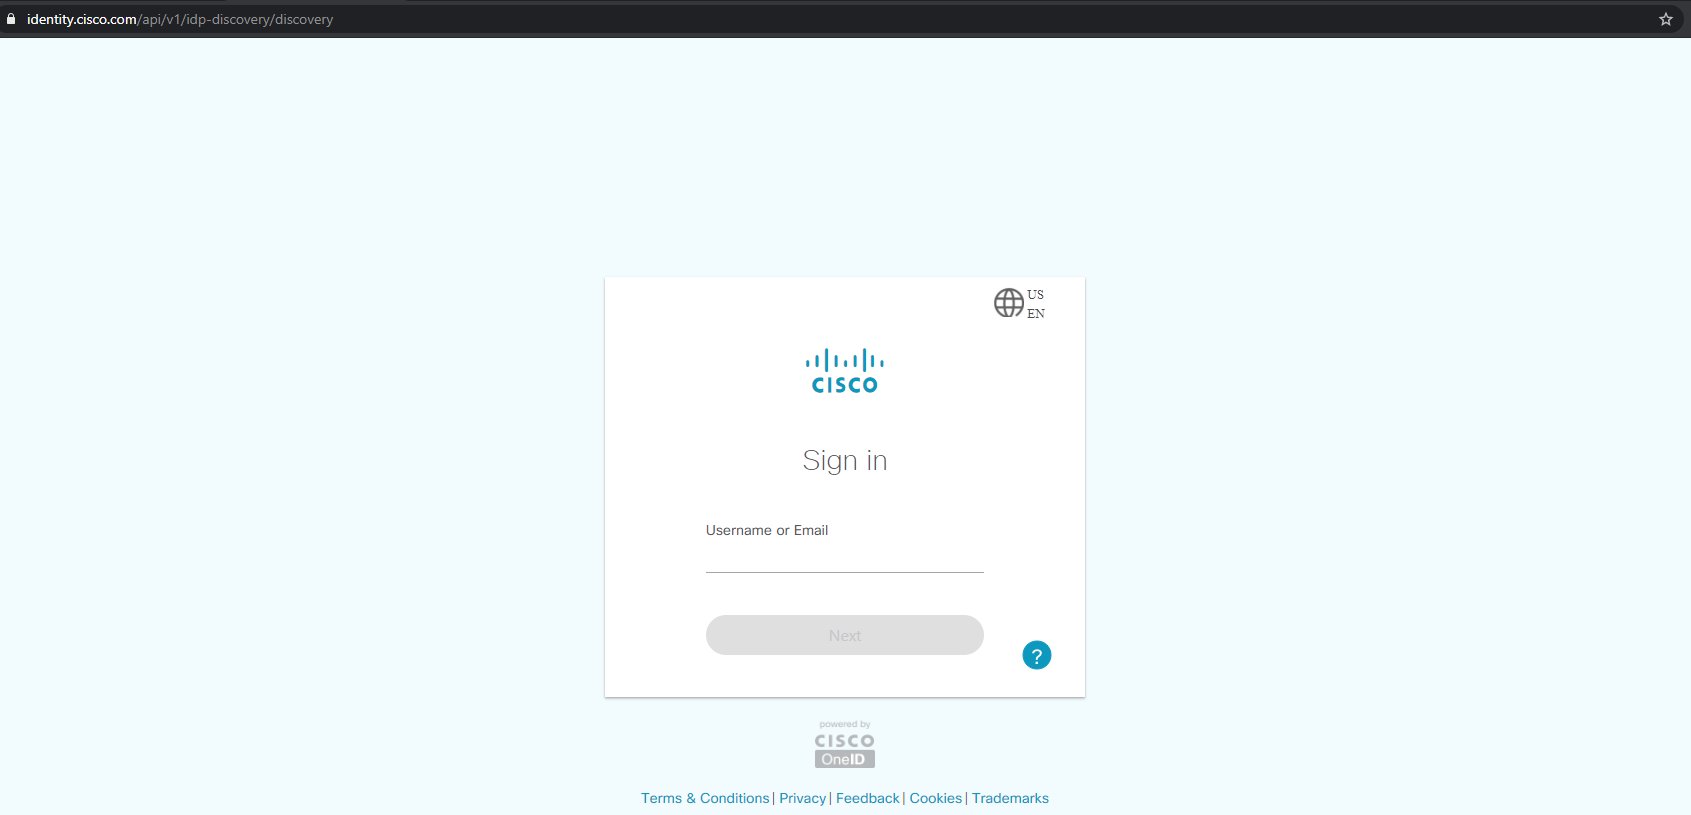 identity.cisco.com/api/v1/idp-discovery/discovery
US
EN
CISCO
Sign in
Username or Email
Next
?
powered by
CISCO
OneID
Terms & Conditions| Privacy| Feedback| Cookies| Trademarks